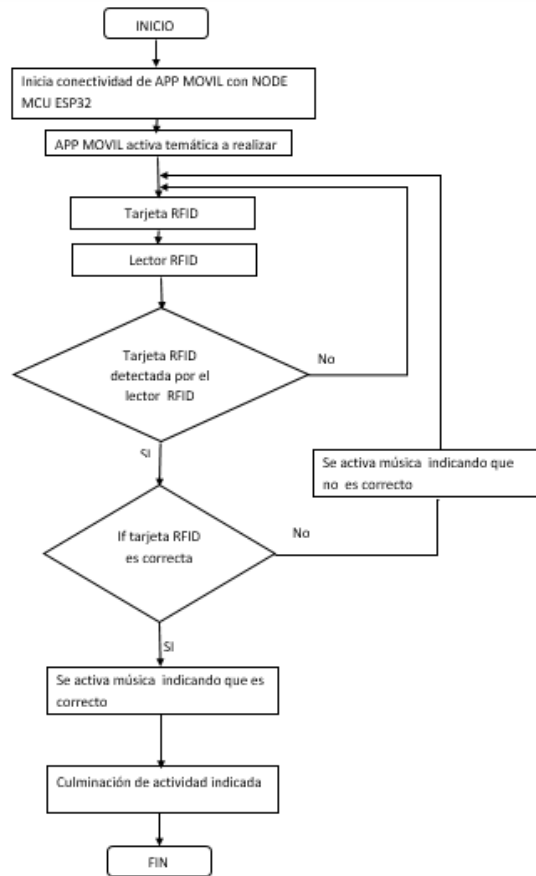 INICIO
Inicia conectividad de APP MOVIL con NODE
MCU ESP32
APP MOVIL activa temática a realizar
Tarjeta RFID
Lector RFID
Tarjeta RFID
detectada por el
lector RFID
No
SI
Se activa música indicando que
no es correcto
If tarjeta RFID
es correcta
No
SI
Se activa música indicando que es
correcto
Culminación de actividad indicada
FIN